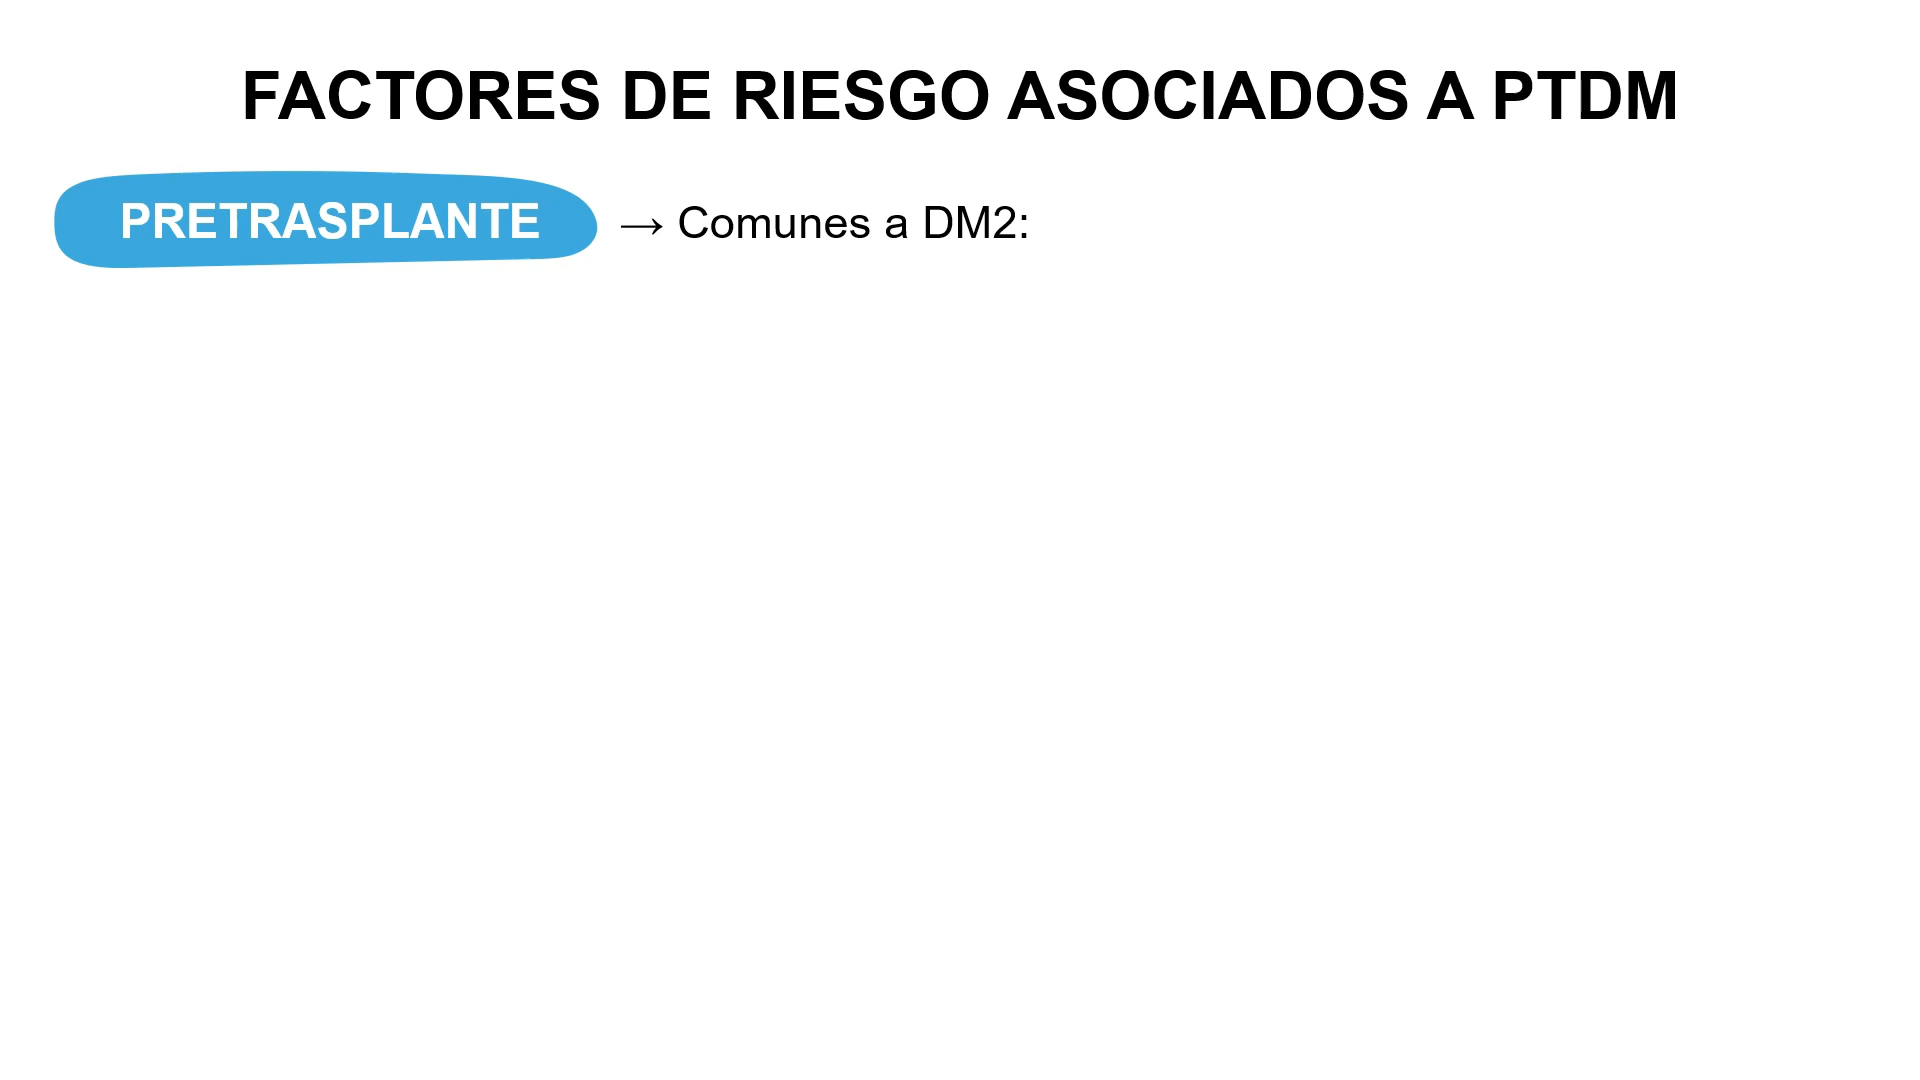 FACTORES DE RIESGO ASOCIADOS A PTDM
PRETRASPLANTE → Comunes a DM2: